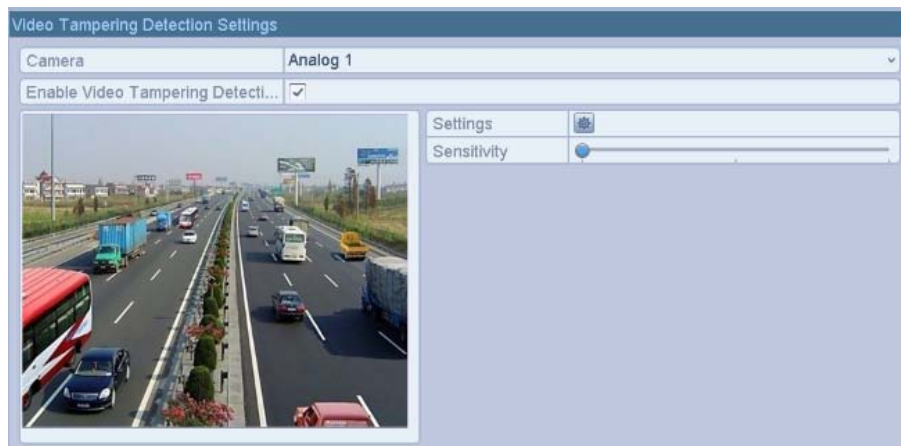 Video Tampering Detection Settings
Camera Analog 1
Enable Video Tampering Detecti...
Settings
Sensitivity